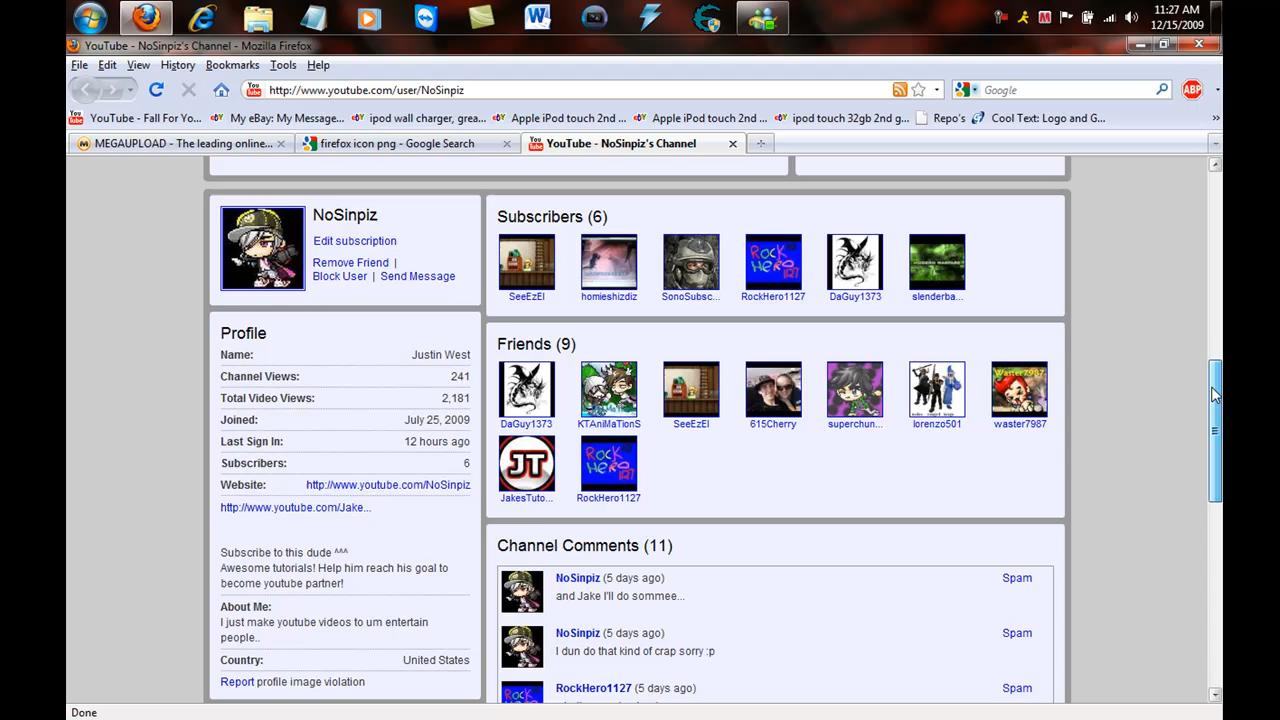 11:27 AM
12/15/2009
YouTube - NoSinpiz's Channel - Mozilla Firefox
File Edit View History Bookmarks Tools Help
http://www.youtube.com/user/NoSinpiz
Google
ABP
YouTube - Fall For Yo... My eBay: My Message... ipod wall charger, grea... Apple iPod touch 2nd ... Apple iPod touch 2nd ... ipod touch 32gb 2nd g... Repo's Cool Text: Logo and G...
MEGAUPLOAD - The leading online... firefox icon png - Google Search YouTube - NoSinpiz's Channel
NoSinpiz
Edit subscription
Remove Friend |
Block User | Send Message
Profile
Name: Justin West
Channel Views: 241
Total Video Views: 2,181
Joined: July 25, 2009
Last Sign In: 12 hours ago
Subscribers: 6
Website: http://www.youtube.com/NoSinpiz
http://www.youtube.com/Jake...
Subscribe to this dude ^^^
Awesome tutorials! Help him reach his goal to
become youtube partner!
About Me:
I just make youtube videos to um entertain
people..
Country: United States
Report profile image violation
Subscribers (6)
ROCK HERO 1127
SeeEzEl homieshizdiz SonoSubsc... RockHero1127 DaGuy1373 slenderba...
Friends (9)
Waster7987
DaGuy1373 KTAniMaTionS SeeEzEl 615Cherry superchun... lorenzo501 waster7987
JT ROCK HERO 1127
JakesTuto... RockHero1127
Channel Comments (11)
NoSinpiz (5 days ago) Spam
and Jake I'll do sommee...
NoSinpiz (5 days ago) Spam
I dun do that kind of crap sorry :p
RockHero1127 (5 days ago) Spam
Done